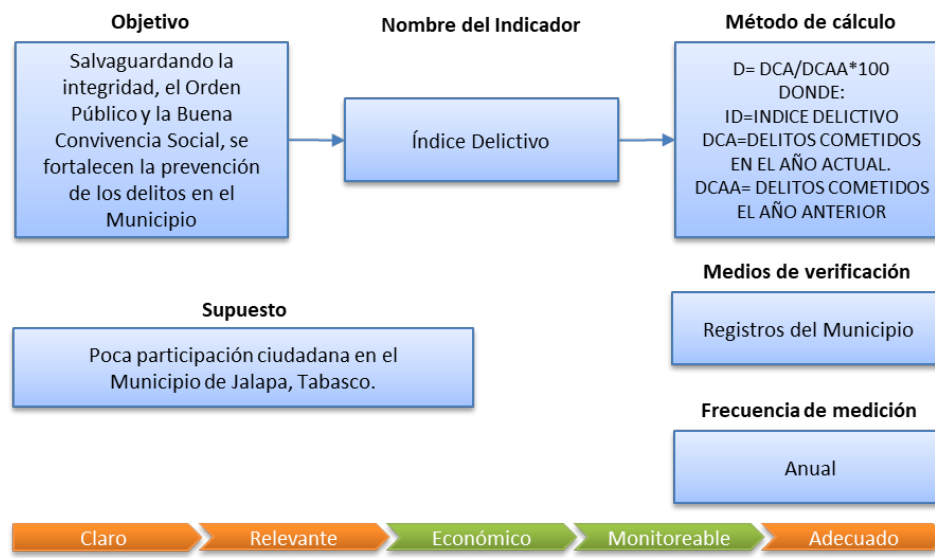 Objetivo
Salvaguardando la
integridad, el Orden
Público y la Buena
Convivencia Social, se
fortalecen la prevención
de los delitos en el
Municipio
Nombre del Indicador
Índice Delictivo
Método de cálculo
D= DCA/DCAA*100
DONDE:
ID=INDICE DELICTIVO
DCA=DELITOS COMETIDOS
EN EL AÑO ACTUAL.
DCAA= DELITOS COMETIDOS
EL AÑO ANTERIOR
Supuesto
Poca participación ciudadana en el
Municipio de Jalapa, Tabasco.
Medios de verificación
Registros del Municipio
Frecuencia de medición
Anual
Claro
Relevante
Económico
Monitoreable
Adecuado